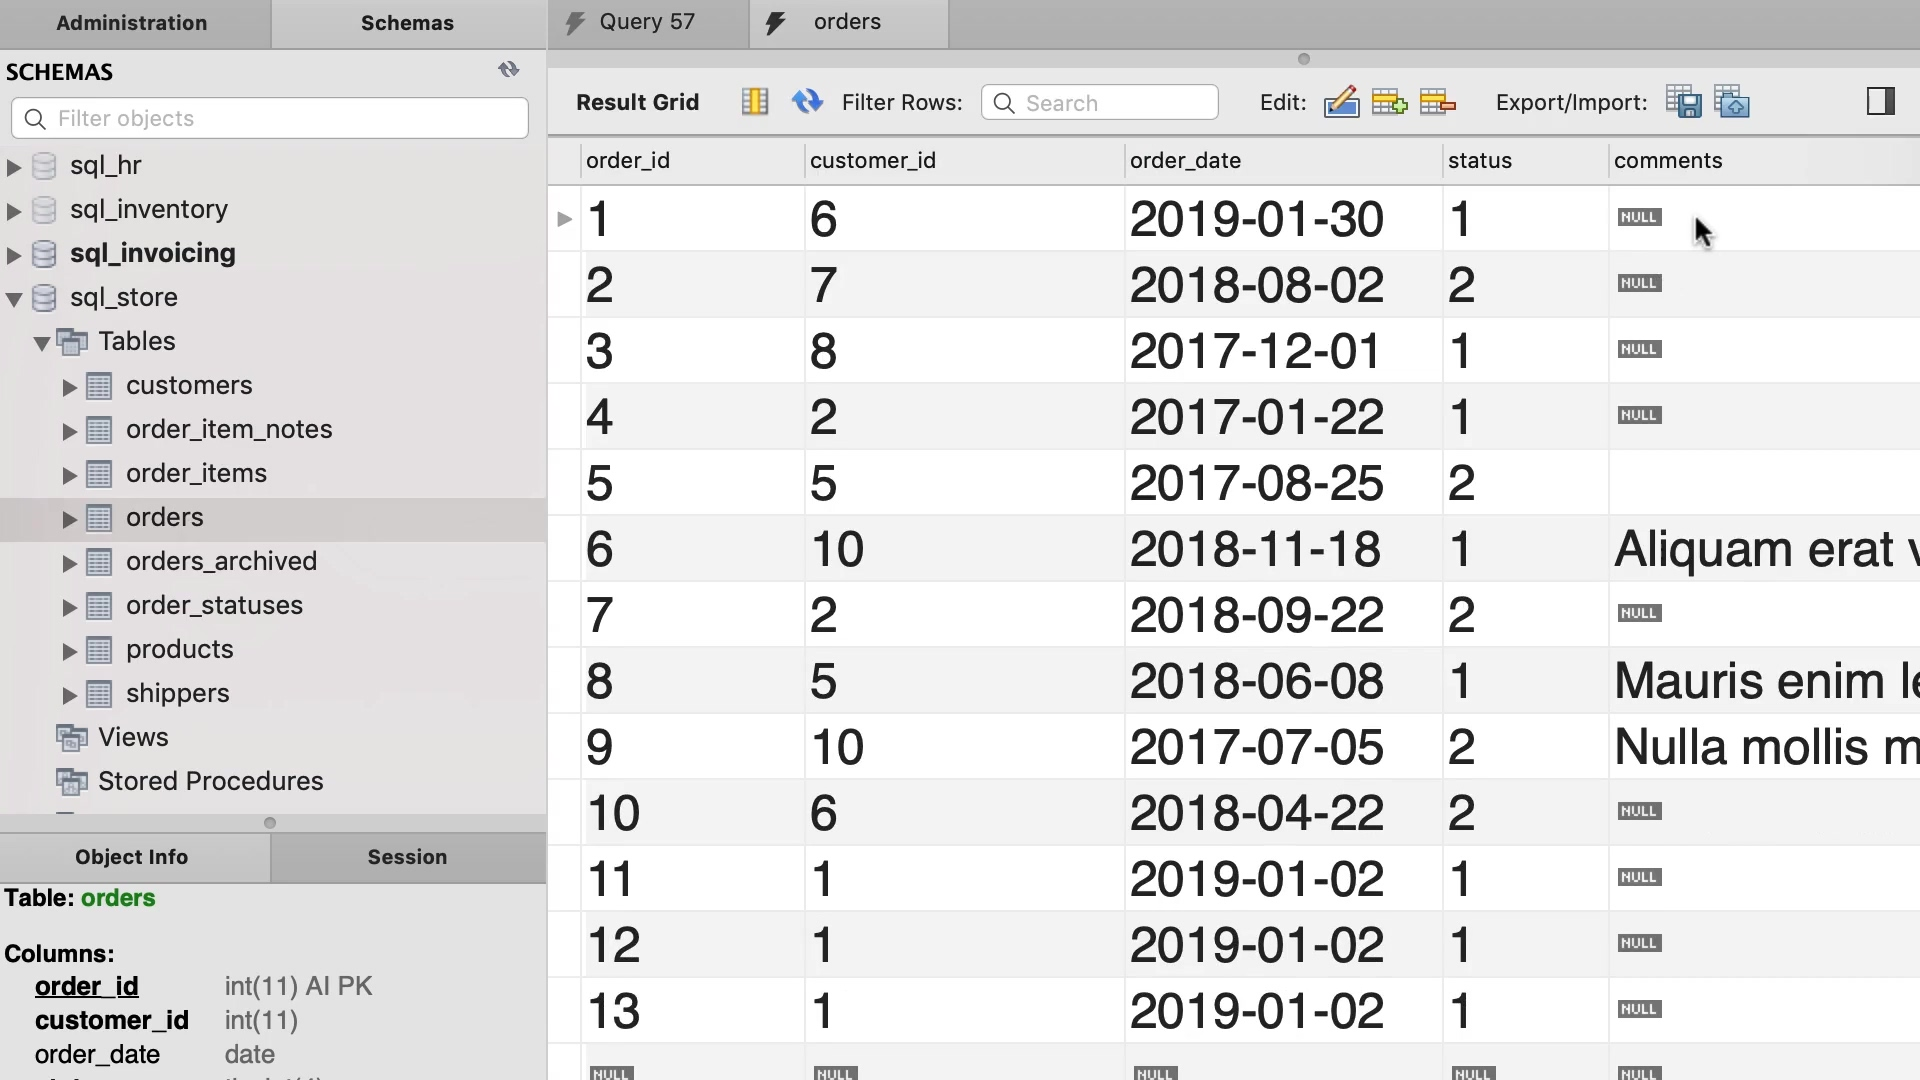 Administration
Schemas
Query 57
orders
SCHEMAS
Filter objects
sql_hr
sql_inventory
sql_invoicing
sql_store
Tables
customers
order_item_notes
order_items
orders
orders_archived
order_statuses
products
shippers
Views
Stored Procedures
Object Info
Session
Table: orders
Columns:
order_id int(11) AI PK
customer_id int(11)
order_date date
Result Grid Filter Rows: Search Edit: Export/Import:
order_id customer_id order_date status comments
1 6 2019-01-30 1 NULL
2 7 2018-08-02 2 NULL
3 8 2017-12-01 1 NULL
4 2 2017-01-22 1 NULL
5 5 2017-08-25 2
6 10 2018-11-18 1 Aliquam erat
7 2 2018-09-22 2 NULL
8 5 2018-06-08 1 Mauris enim
9 10 2017-07-05 2 Nulla mollis
10 6 2018-04-22 2 NULL
11 1 2019-01-02 1 NULL
12 1 2019-01-02 1 NULL
13 1 2019-01-02 1 NULL
NULL NULL NULL NULL NULL